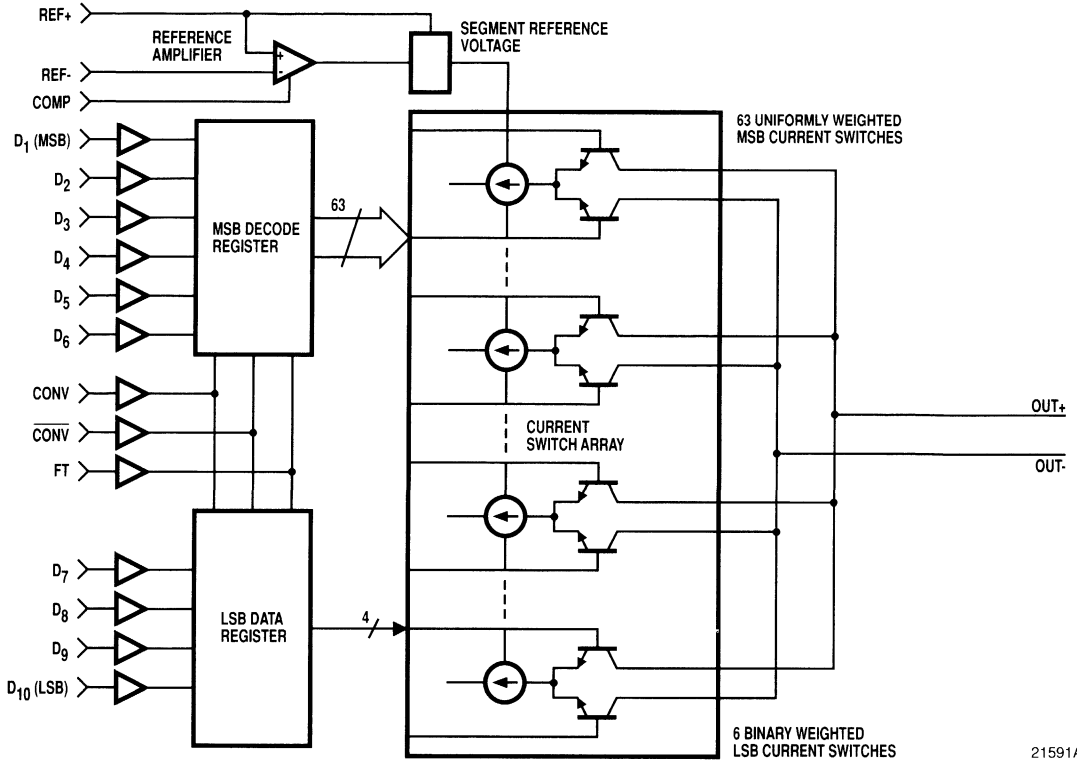 REF+
REFERENCE
AMPLIFIER
SEGMENT REFERENCE
VOLTAGE
+
-
REF-
COMP
63 UNIFORMLY WEIGHTED
MSB CURRENT SWITCHES
D1 (MSB)
D2
D3
D4
D5
D6
MSB DECODE
REGISTER
63
CONV
CONV
FT
CURRENT
SWITCH ARRAY
OUT+
OUT-
D7
D8
D9
D10 (LSB)
LSB DATA
REGISTER
4
6 BINARY WEIGHTED
LSB CURRENT SWITCHES
21591A